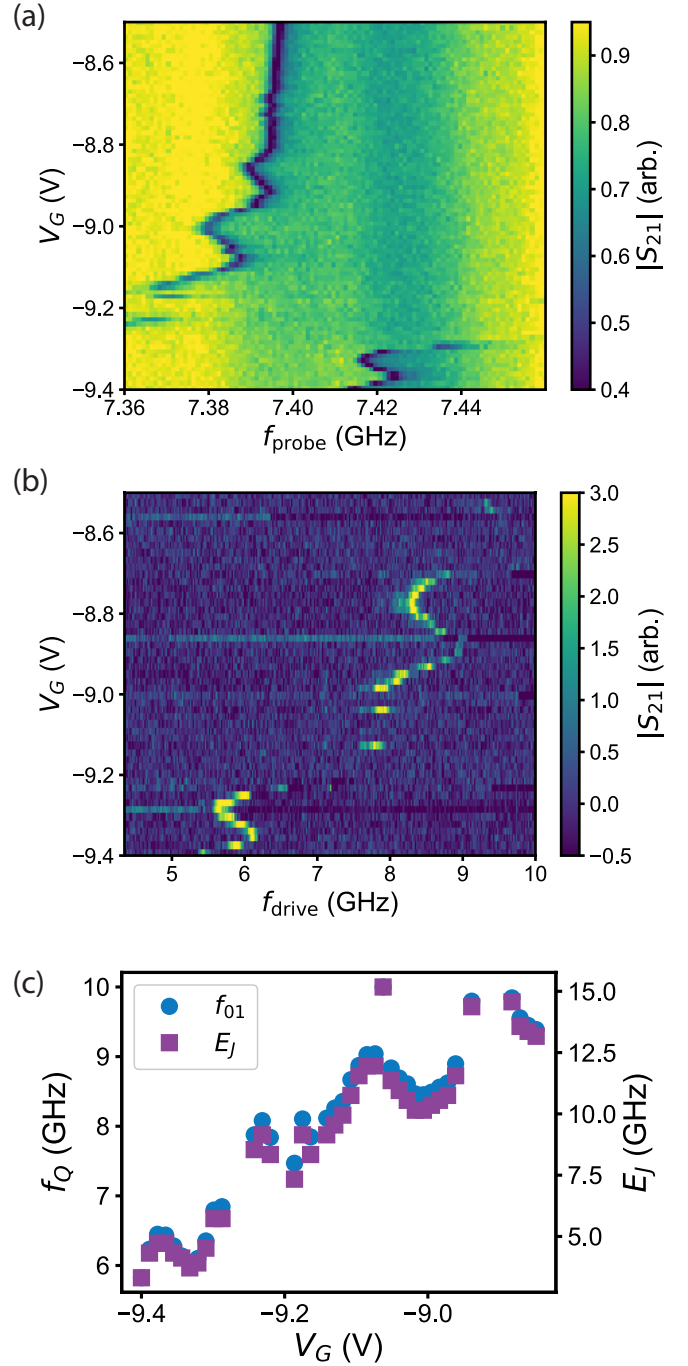 (a)
−8.6
−8.8
−9.0
−9.2
−9.4
V_G (V)
7.36 7.38 7.40 7.42 7.44
f_probe (GHz)
0.9
0.8
0.7
0.6
0.5
0.4
|S_21| (arb.)
(b)
−8.6
−8.8
−9.0
−9.2
−9.4
V_G (V)
5 6 7 8 9 10
f_drive (GHz)
3.0
2.5
2.0
1.5
1.0
0.5
0.0
−0.5
|S_21| (arb.)
(c)
f_01
E_J
10
9
8
7
6
f_Q (GHz)
15.0
12.5
10.0
7.5
5.0
E_J (GHz)
−9.4 −9.2 −9.0
V_G (V)